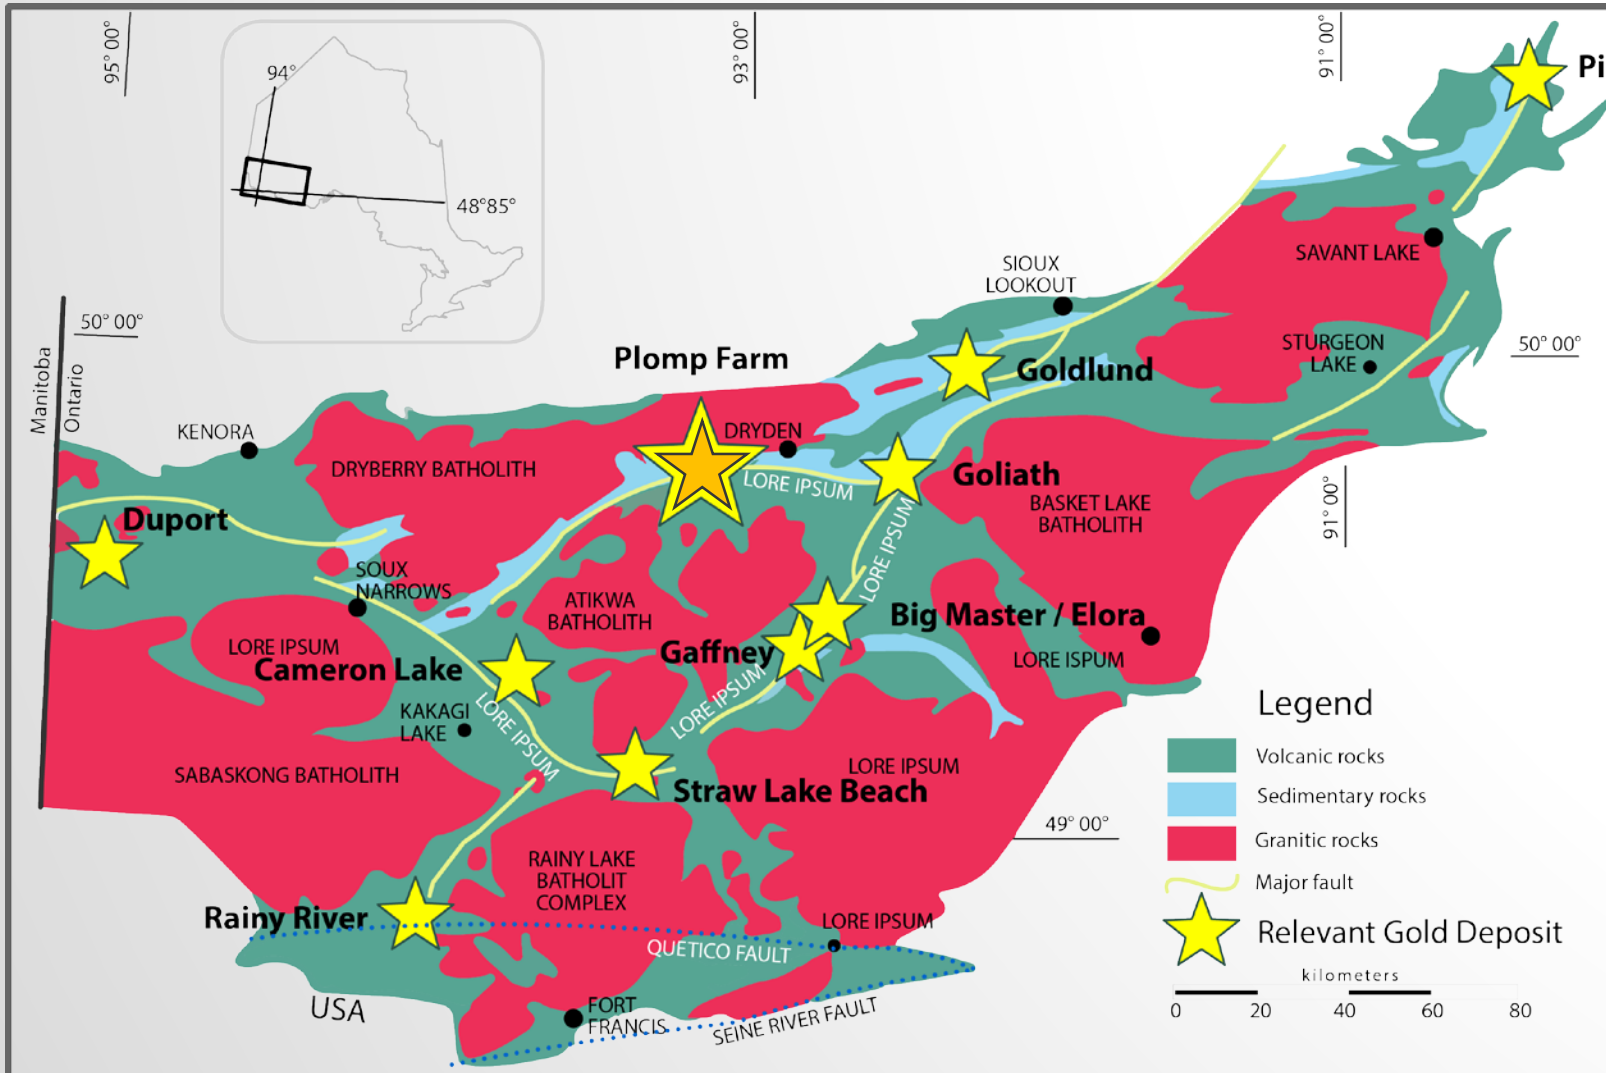 95° 00°
93° 00°
91° 00°
94°
48°85°
Pi
SAVANT LAKE
SIOUX
LOOKOUT
50° 00°
Manitoba
Ontario
STURGEON
LAKE
50° 00°
Plomp Farm
Goldlund
KENORA
DRYDEN
DRYBERRY BATHOLITH
LORE IPSUM
Goliath
BASKET LAKE
BATHOLITH
91° 00°
Duport
LORE IPSUM
SOUX
NARROWS
ATIKWA
BATHOLITH
Big Master / Elora
LORE IPSUM
Cameron Lake
Gaffney
LORE ISPUM
LORE IPSUM
LORE IPSUM
KAKAGI
LAKE
SABASKONG BATHOLITH
LORE IPSUM
Straw Lake Beach
49° 00°
RAINY LAKE
BATHOLIT
COMPLEX
Rainy River
LORE IPSUM
QUETICO FAULT
USA
FORT
FRANCIS
SEINE RIVER FAULT
Legend
Volcanic rocks
Sedimentary rocks
Granitic rocks
Major fault
Relevant Gold Deposit
kilometers
0 20 40 60 80